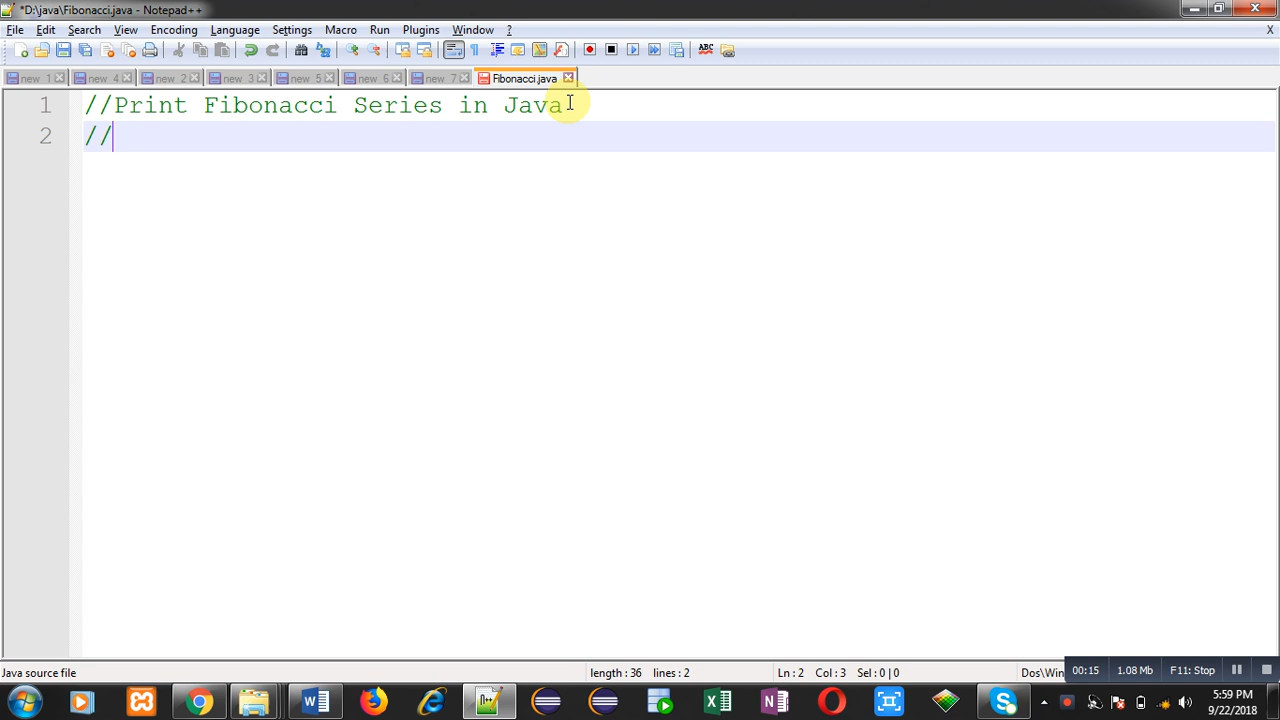 *D:\java\Fibonacci.java - Notepad++
File Edit Search View Encoding Language Settings Macro Run Plugins Window ? X
new 1 new 4 new 2 new 3 new 5 new 6 new 7 Fibonacci.java
1 //Print Fibonacci Series in Java
2 //
Java source file length : 36 lines : 2 Ln : 2 Col : 3 Sel : 0 | 0 Dos\Win 00:15 1.08 Mb F11: Stop
5:59 PM
9/22/2018